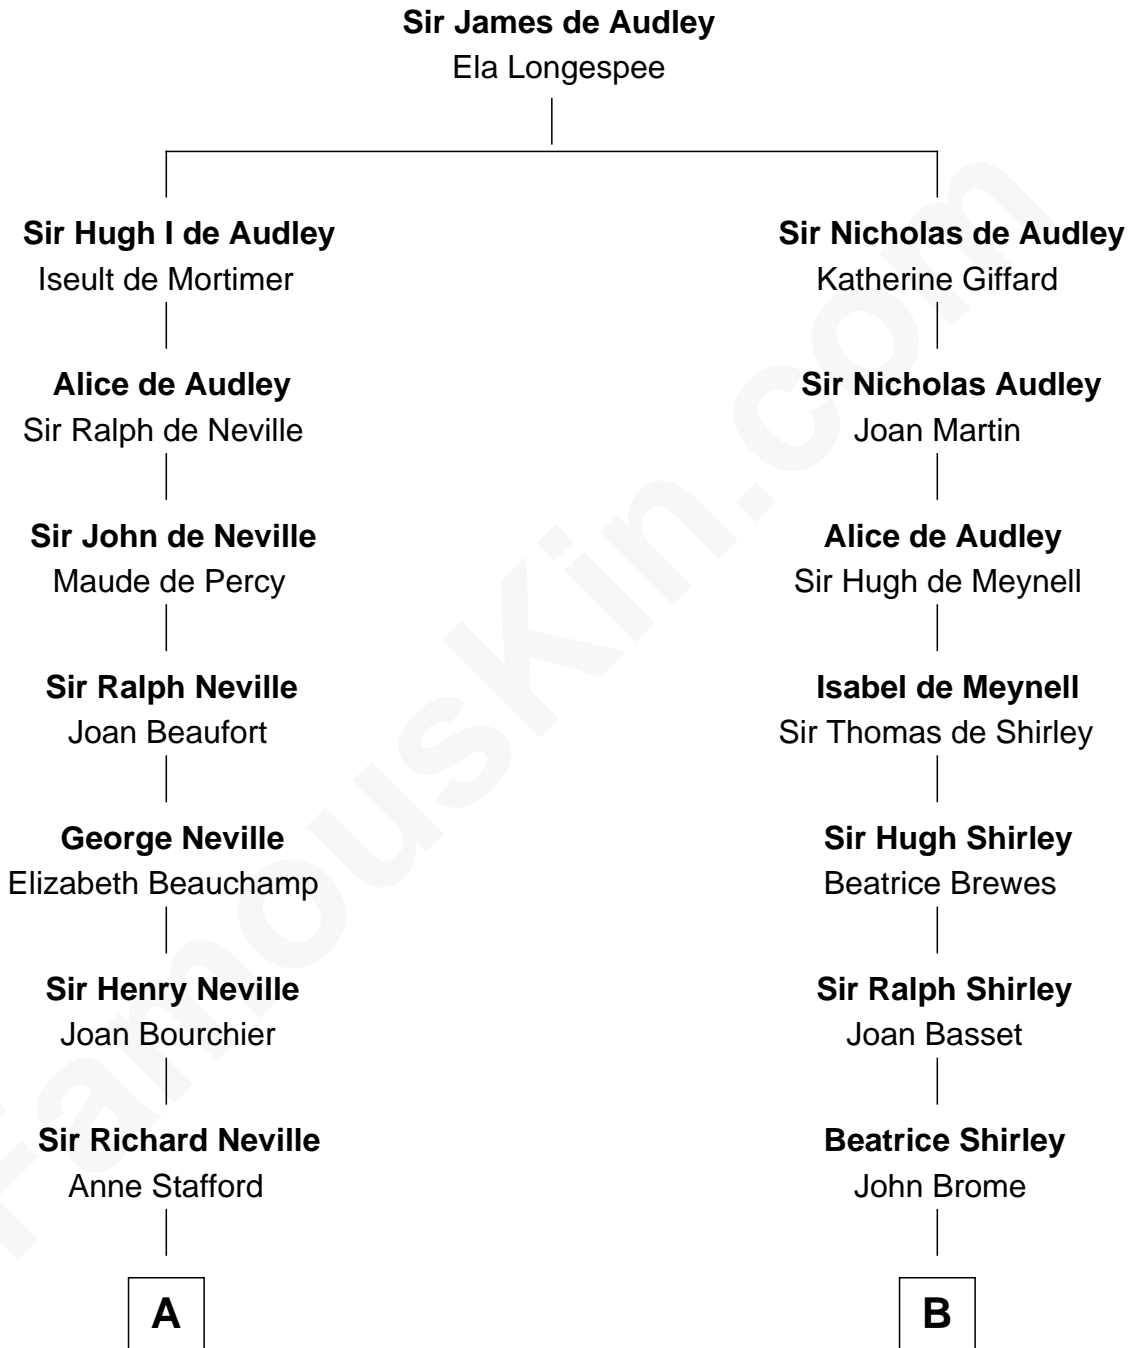 Sir James de Audley
Ela Longespee
Sir Hugh I de Audley
Iseult de Mortimer
Sir Nicholas de Audley
Katherine Giffard
Alice de Audley
Sir Ralph de Neville
Sir Nicholas Audley
Joan Martin
Sir John de Neville
Maude de Percy
Alice de Audley
Sir Hugh de Meynell
Sir Ralph Neville
Joan Beaufort
Isabel de Meynell
Sir Thomas de Shirley
George Neville
Elizabeth Beauchamp
Sir Hugh Shirley
Beatrice Brewes
Sir Henry Neville
Joan Bourchier
Sir Ralph Shirley
Joan Basset
Sir Richard Neville
Anne Stafford
Beatrice Shirley
John Brome
A
B
FamousKin.com